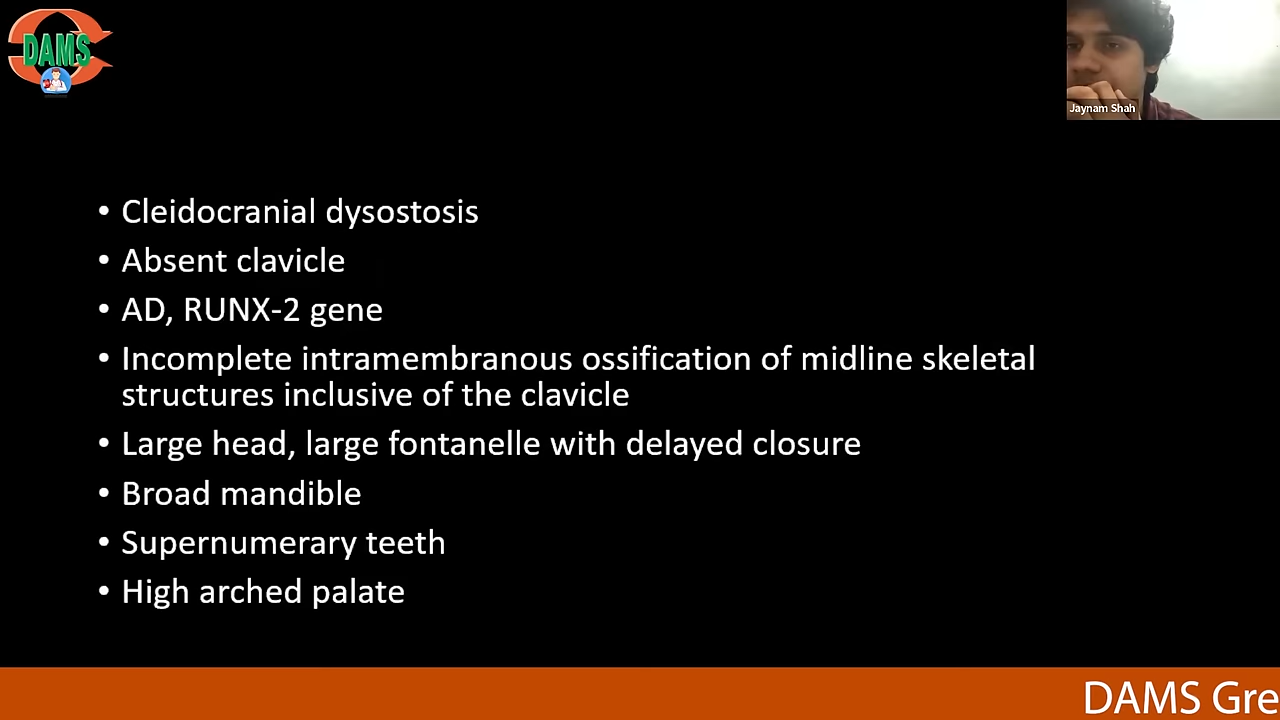 DAMS
Jaynam Shah
• Cleidocranial dysostosis
• Absent clavicle
• AD, RUNX-2 gene
• Incomplete intramembranous ossification of midline skeletal
structures inclusive of the clavicle
• Large head, large fontanelle with delayed closure
• Broad mandible
• Supernumerary teeth
• High arched palate
DAMS Gre